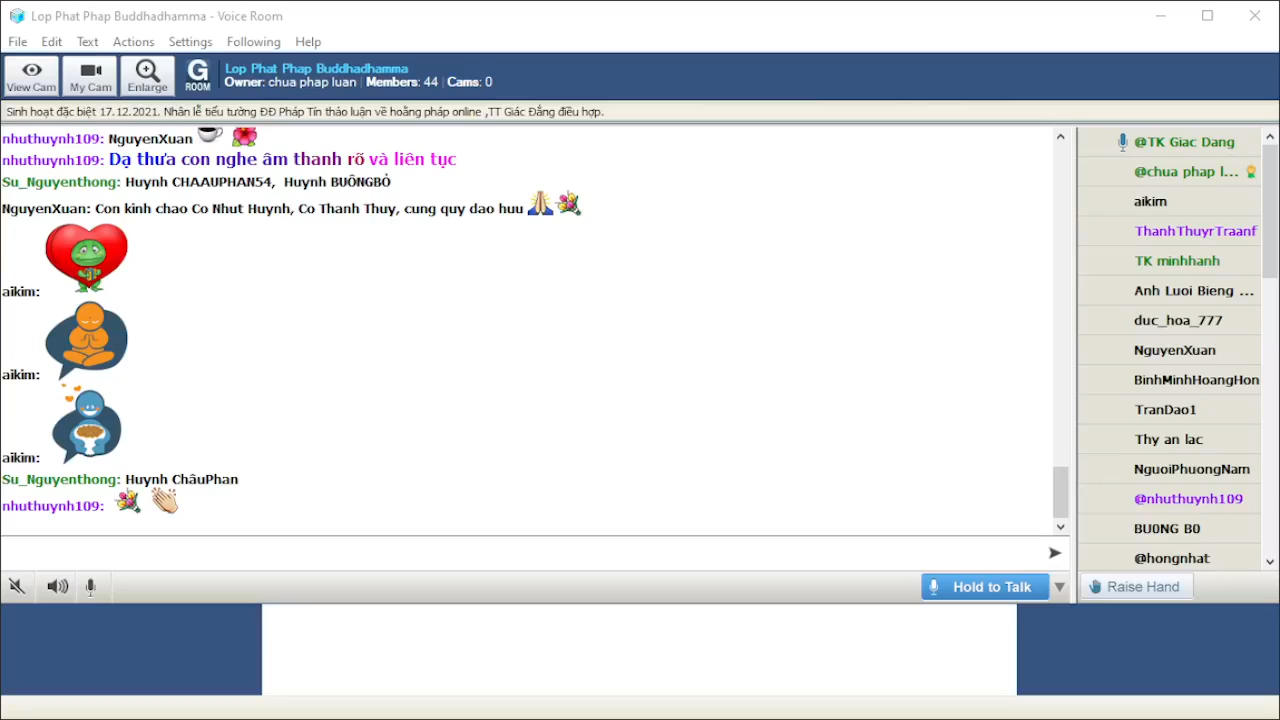 Lop Phat Phap Buddhadhamma - Voice Room
File Edit Text Actions Settings Following Help
View Cam My Cam Enlarge G ROOM
Lop Phat Phap Buddhadhamma
Owner: chua phap luan | Members: 44 | Cams: 0
Sinh hoạt đặc biệt 17.12.2021. Nhân lễ tiểu tường ĐĐ Pháp Tín thảo luận về hoằng pháp online ,TT Giác Đẳng điều hợp.
nhuthuynh109: NguyenXuan
nhuthuynh109: Dạ thưa con nghe âm thanh rõ và liên tục
Su_Nguyenthong: Huynh CHAAUPHAN54, Huynh BUÔNGBỎ
NguyenXuan: Con kinh chao Co Nhut Huynh, Co Thanh Thuy, cung quy dao huu
aikim:
aikim:
aikim:
Su_Nguyenthong: Huynh ChâuPhan
nhuthuynh109:
Hold to Talk
@TK Giac Dang
@chua phap l...
aikim
ThanhThuyrTraanf
TK minhhanh
Anh Luoi Bieng ...
duc_hoa_777
NguyenXuan
BinhMinhHoangHon
TranDao1
Thy an lac
NguoiPhuongNam
@nhuthuynh109
BU0NG B0
@hongnhat
Raise Hand